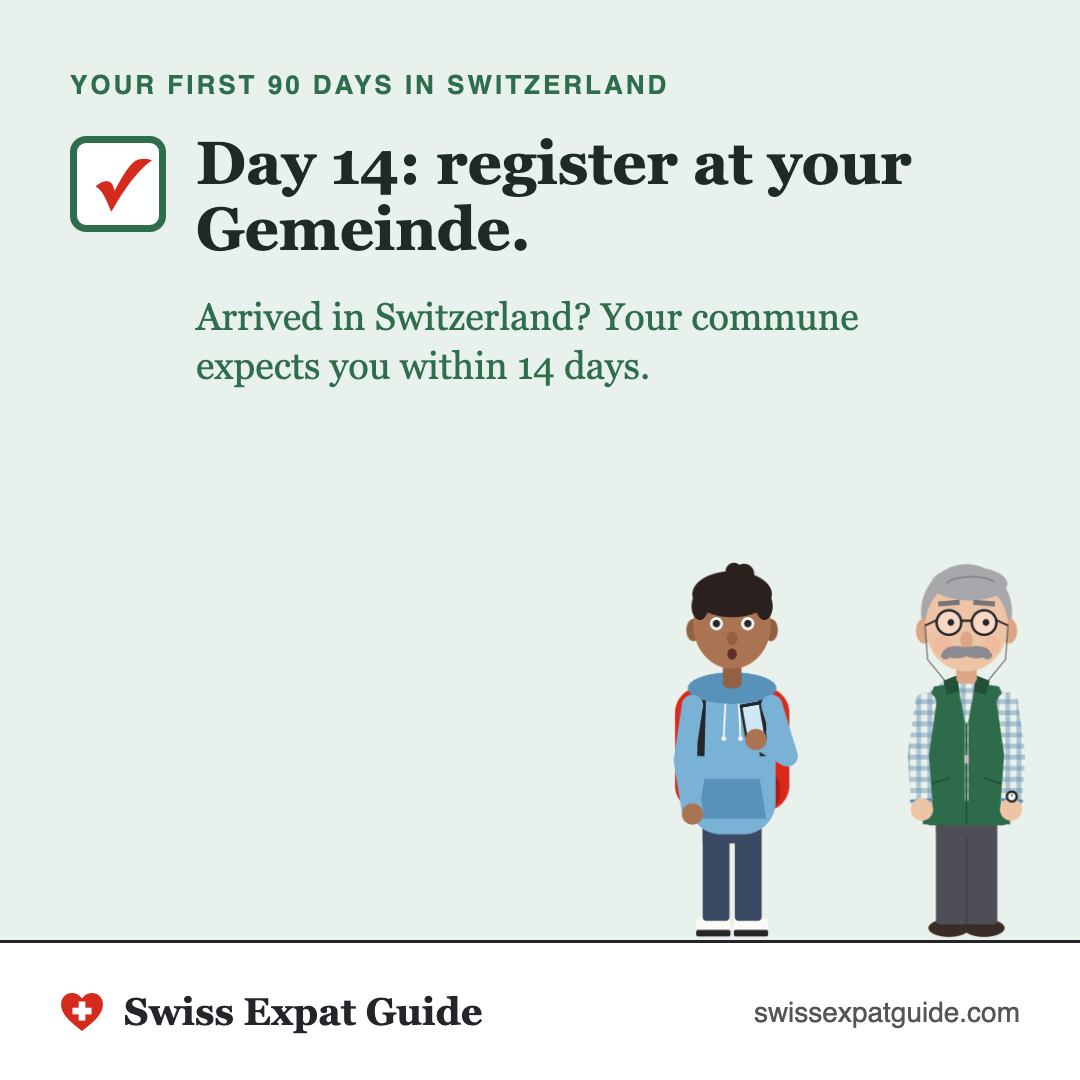 YOUR FIRST 90 DAYS IN SWITZERLAND
Day 14: register at your
Gemeinde.
Arrived in Switzerland? Your commune
expects you within 14 days.
Swiss Expat Guide
swissexpatguide.com